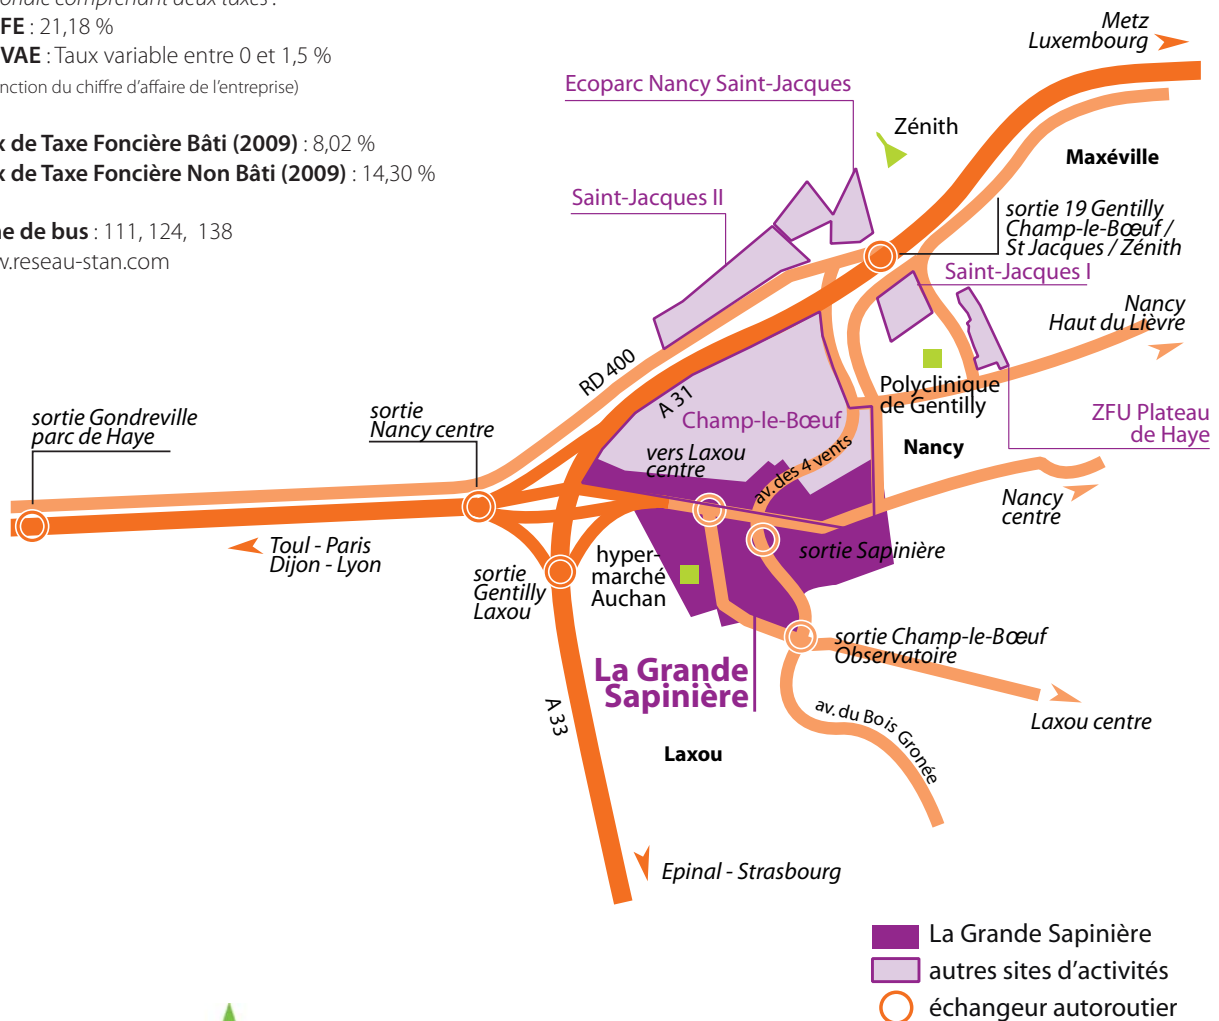 onale comprenant deux taxes :
FE : 21,18 %
VAE : Taux variable entre 0 et 1,5 %
nction du chiffre d’affaire de l’entreprise)
x de Taxe Foncière Bâti (2009) : 8,02 %
x de Taxe Foncière Non Bâti (2009) : 14,30 %
ne de bus : 111, 124, 138
w.reseau-stan.com
Metz
Luxembourg
Ecoparc Nancy Saint-Jacques
Zénith
Maxéville
Saint-Jacques II
sortie 19 Gentilly
Champ-le-Bœuf /
St Jacques / Zénith
Saint-Jacques I
Nancy
Haut du Lièvre
RD 400
A 31
Polyclinique
de Gentilly
ZFU Plateau
de Haye
sortie Gondreville
parc de Haye
sortie
Nancy centre
Champ-le-Bœuf
vers Laxou
centre
av. des 4 vents
Nancy
Nancy
centre
Toul - Paris
Dijon - Lyon
sortie
Gentilly
Laxou
hyper-
marché
Auchan
sortie Sapinière
sortie Champ-le-Bœuf
Observatoire
La Grande
Sapinière
A 33
av. du Bois Gronée
Laxou centre
Laxou
Epinal - Strasbourg
La Grande Sapinière
autres sites d’activités
échangeur autoroutier